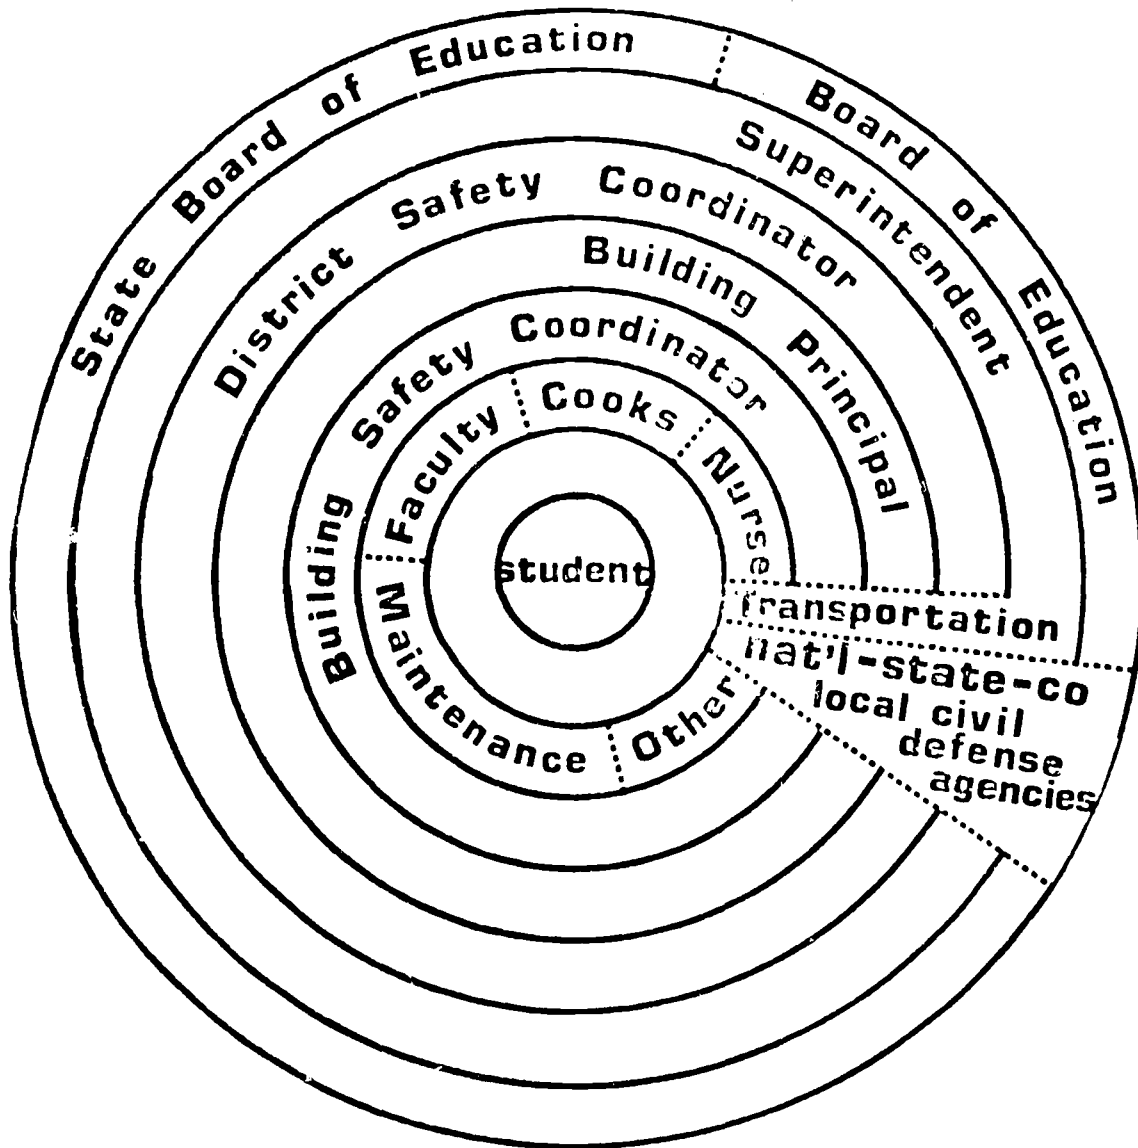 State Board of Education
Board of Education
Superintendent
District Safety Coordinator
Building Principal
Building Safety Coordinator
Faculty
Cooks
Nurse
Maintenance
Other
student
Transportation
nat'l-state-co
local civil
defense
agencies